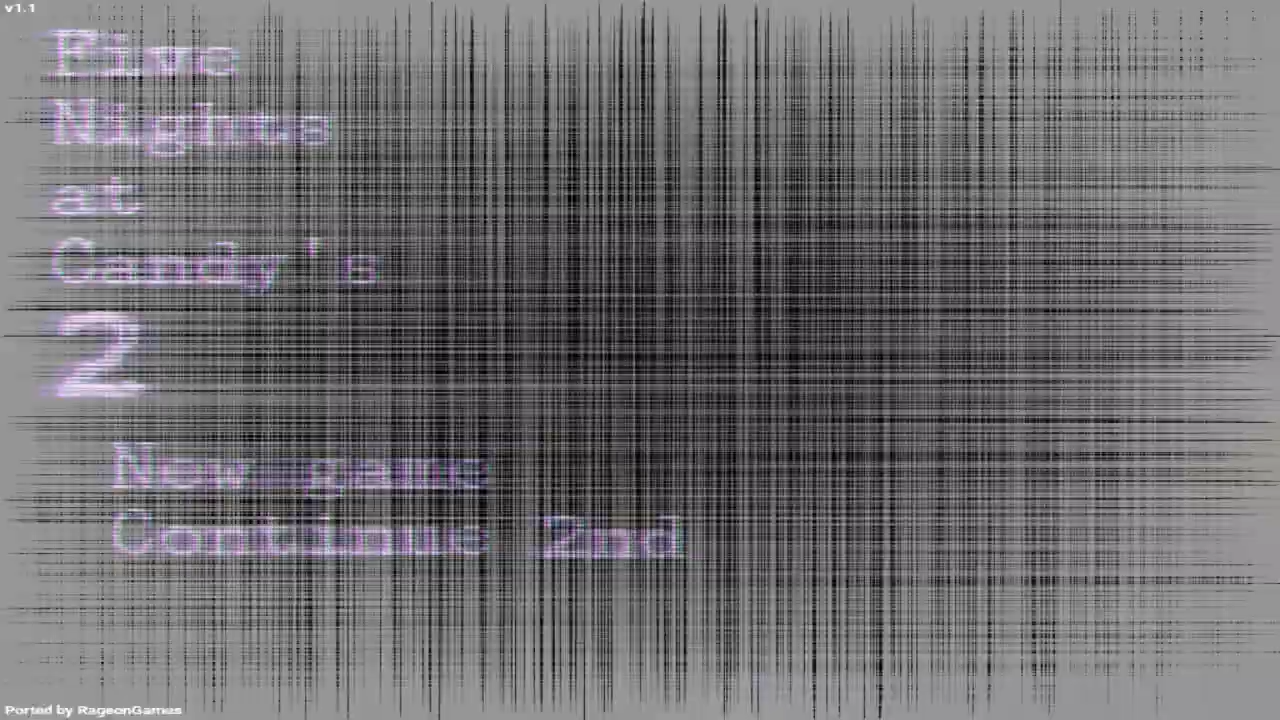 v1.1
Five
Nights
at
Candy's
2
New game
Continue 2nd
Ported by RageonGames